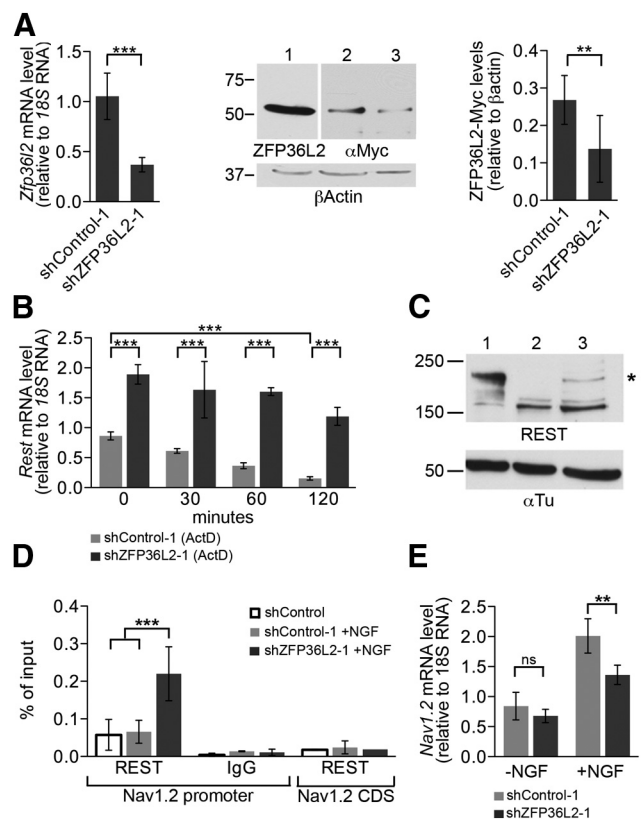 A
Zfp36l2 mRNA level
(relative to 18S RNA)
1.5
1.0
0.5
0.0
***
shControl-1
shZFP36L2-1
1 2 3
75
50
ZFP36L2 αMyc
37
βActin
ZFP36L2-Myc levels
(relative to βactin)
0.4
0.3
0.2
0.1
0
**
shControl-1
shZFP36L2-1
B
Rest mRNA level
(relative to 18S RNA)
2.5
2.0
1.5
1.0
0.5
0.0
***
*** *** *** ***
0 30 60 120
minutes
shControl-1 (ActD)
shZFP36L2-1 (ActD)
C
1 2 3
250
*
150
REST
50
αTu
D
% of input
0.4
0.3
0.2
0.1
0.0
***
shControl
shControl-1 +NGF
shZFP36L2-1 +NGF
REST IgG REST
Nav1.2 promoter Nav1.2 CDS
E
Nav1.2 mRNA level
(relative to 18S RNA)
2.5
2.0
1.5
1.0
0.5
0.0
ns
**
-NGF +NGF
shControl-1
shZFP36L2-1